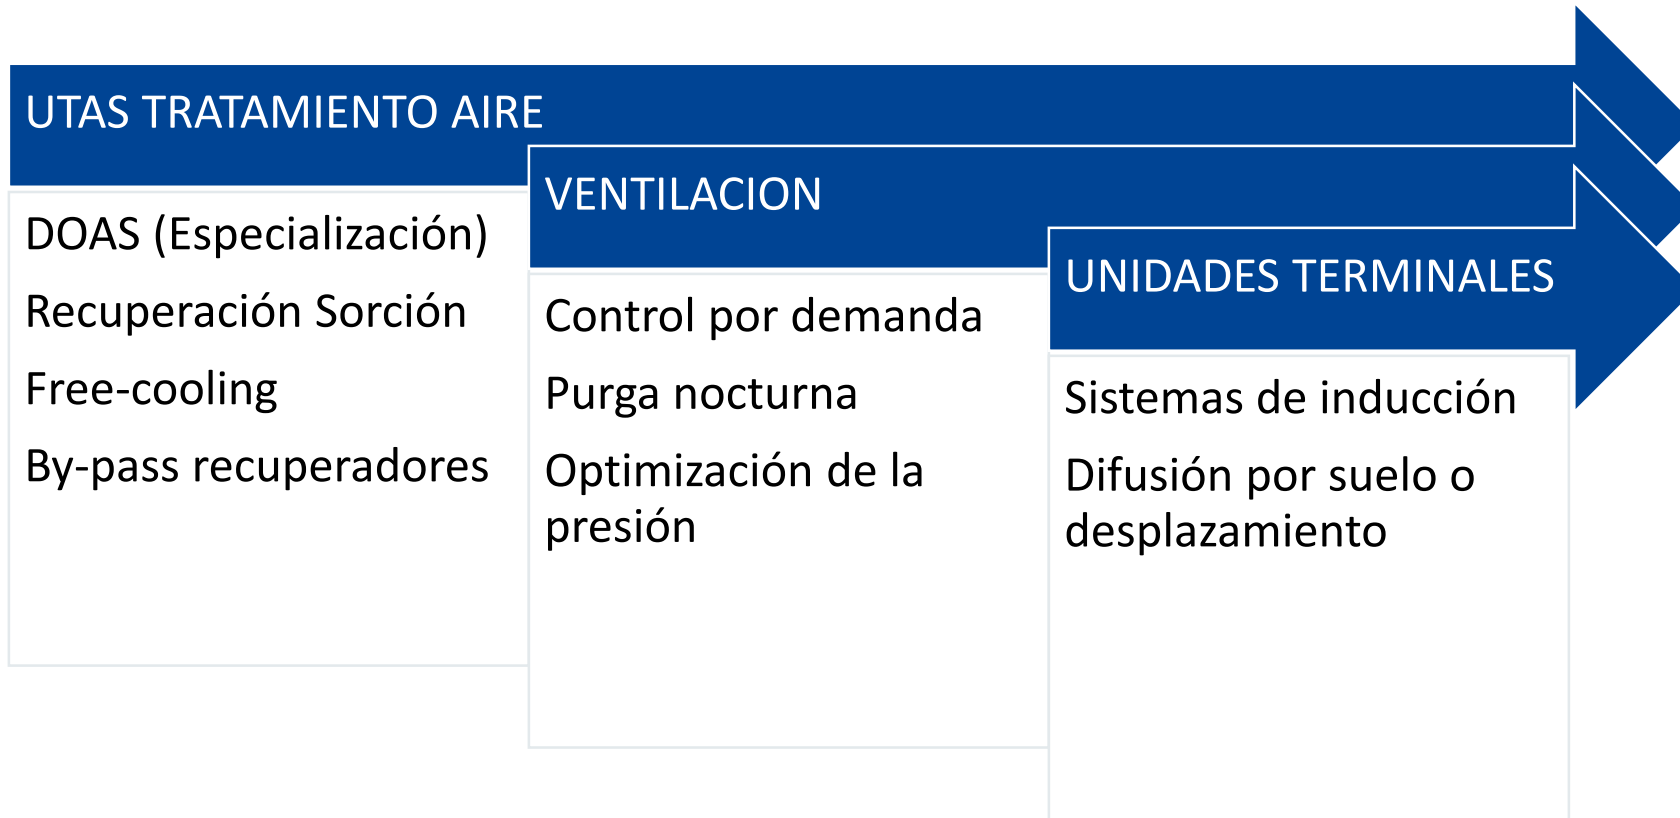 UTAS TRATAMIENTO AIRE
DOAS (Especialización)
Recuperación Sorción
Free-cooling
By-pass recuperadores
VENTILACION
Control por demanda
Purga nocturna
Optimización de la
presión
UNIDADES TERMINALES
Sistemas de inducción
Difusión por suelo o
desplazamiento